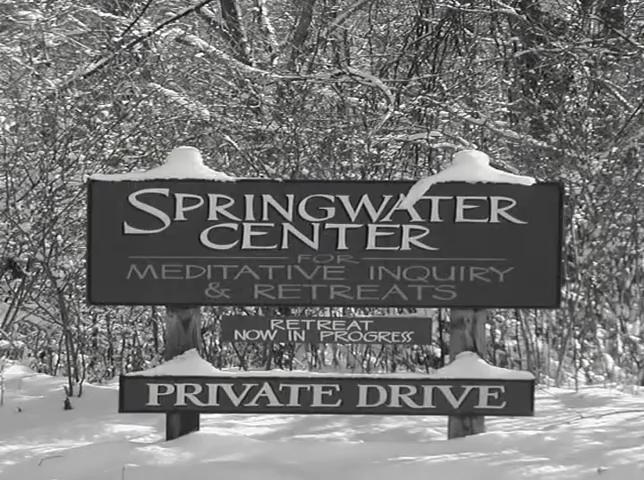 SPRINGWATER
CENTER
FOR
MEDITATIVE INQUIRY
& RETREATS
RETREAT
NOW IN PROGRESS
PRIVATE DRIVE